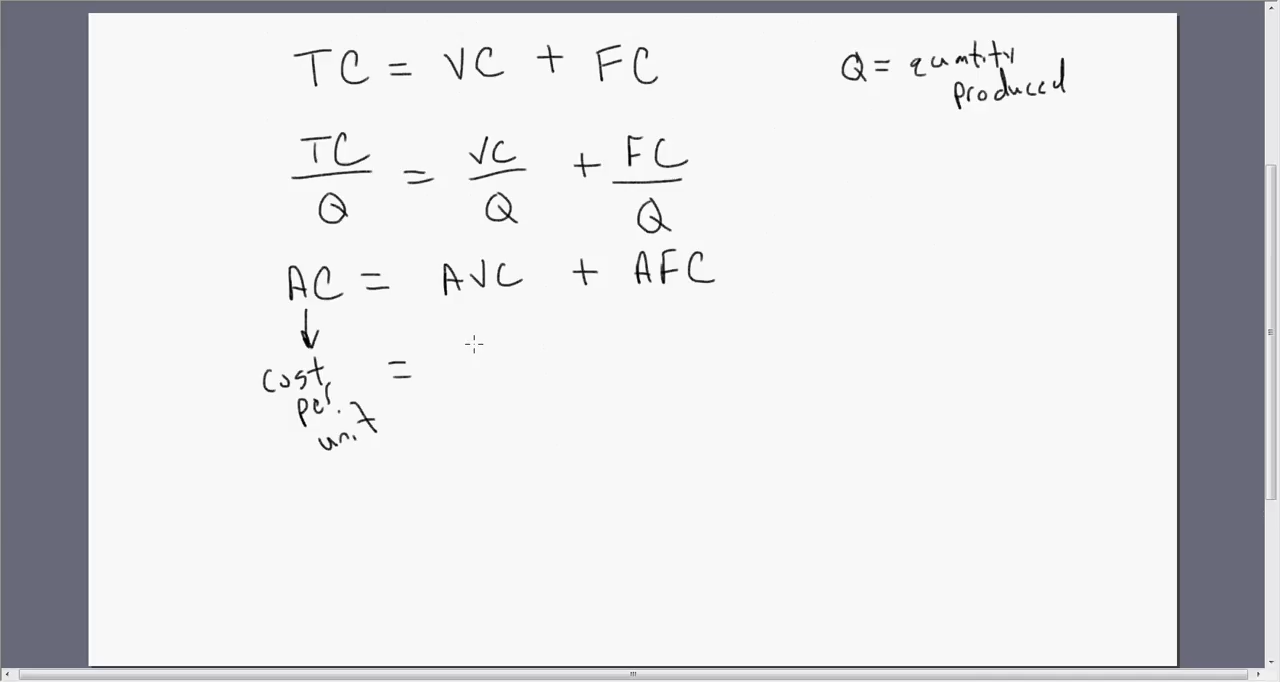 TC = VC + FC
Q = quantity
produced
TC/Q = VC/Q + FC/Q
AC = AVC + AFC
↓
cost =
per
unit